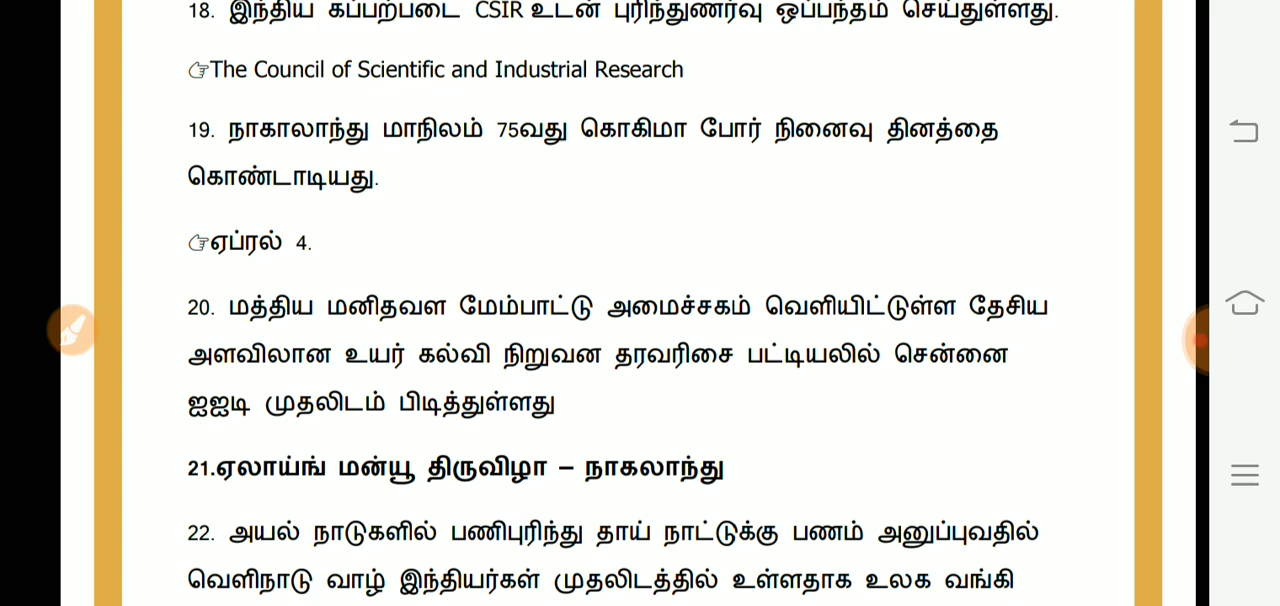 18. இந்திய கப்பற்படை CSIR உடன் புரிந்துணர்வு ஒப்பந்தம் செய்துள்ளது.
☞The Council of Scientific and Industrial Research
19. நாகாலாந்து மாநிலம் 75வது கொகிமா போர் நினைவு தினத்தை
கொண்டாடியது.
☞ஏப்ரல் 4.
20. மத்திய மனிதவள மேம்பாட்டு அமைச்சகம் வெளியிட்டுள்ள தேசிய
அளவிலான உயர் கல்வி நிறுவன தரவரிசை பட்டியலில் சென்னை
ஐஐடி முதலிடம் பிடித்துள்ளது
21.ஏலாய்ங் மன்யூ திருவிழா – நாகலாந்து
22. அயல் நாடுகளில் பணிபுரிந்து தாய் நாட்டுக்கு பணம் அனுப்புவதில்
வெளிநாடு வாழ் இந்தியர்கள் முதலிடத்தில் உள்ளதாக உலக வங்கி